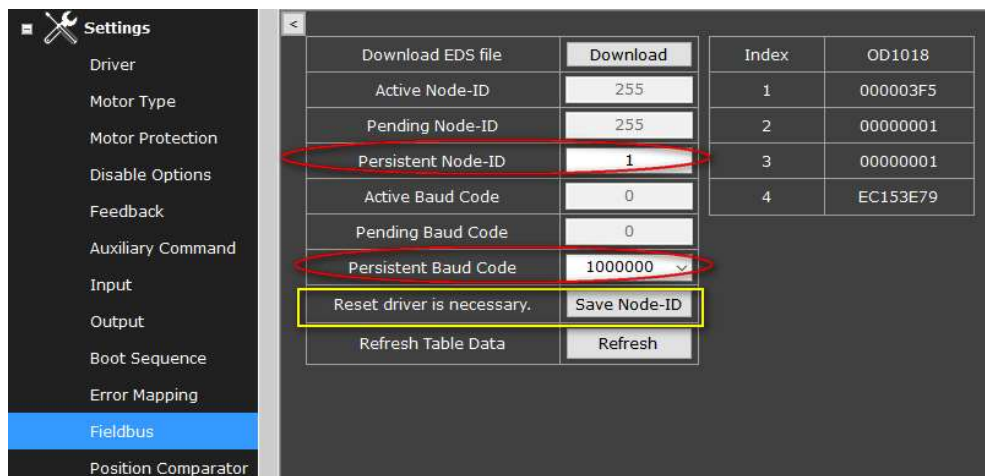 Settings
Driver
Motor Type
Motor Protection
Disable Options
Feedback
Auxiliary Command
Input
Output
Boot Sequence
Error Mapping
Fieldbus
Position Comparator
<
Download EDS file Download
Active Node-ID 255
Pending Node-ID 255
Persistent Node-ID 1
Active Baud Code 0
Pending Baud Code 0
Persistent Baud Code 1000000
Reset driver is necessary. Save Node-ID
Refresh Table Data Refresh
Index OD1018
1 000003F5
2 00000001
3 00000001
4 EC153E79